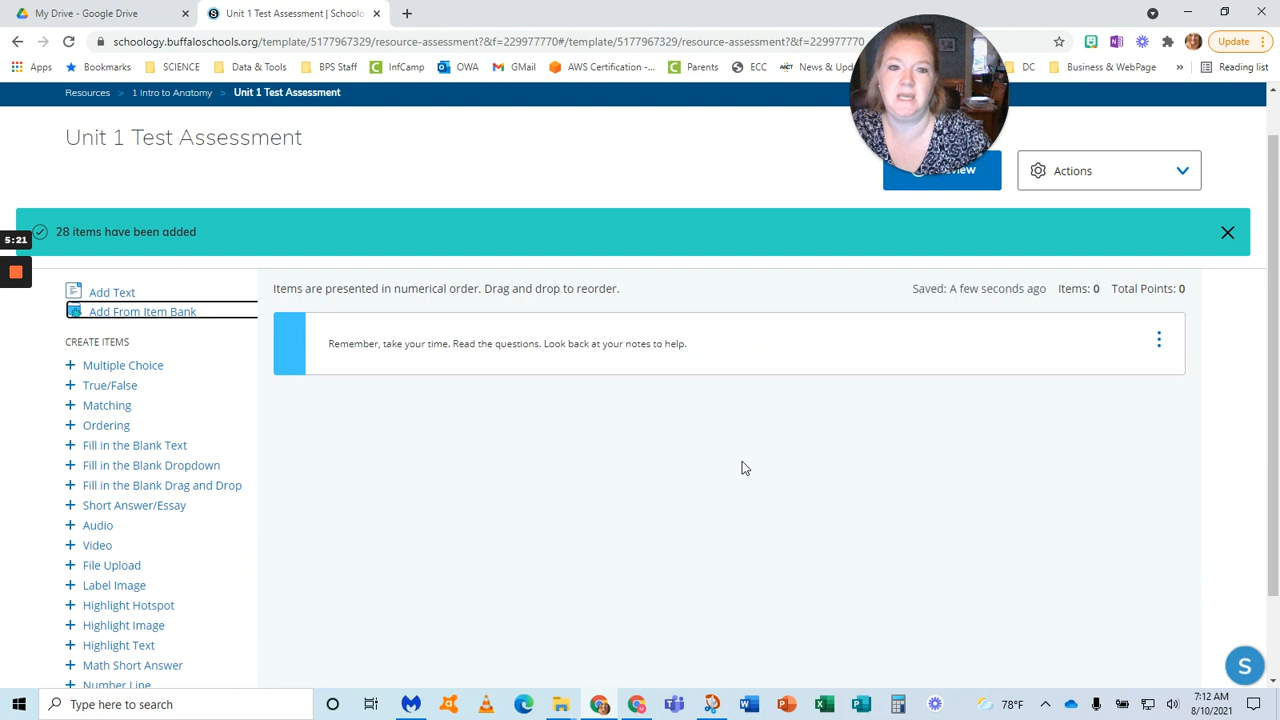 My Drive - Google Drive
Unit 1 Test Assessment | Schoolo
schoology.buffaloschools.
/template/5177967329/resource-assessment?&f=229977770#/template/5177967329/resource-assessment?&f=229977770
Update
Apps
Bookmarks
SCIENCE
Data & Tools
BPS Staff
InfCamp
OWA
GMail
AWS Certification -...
Parents
ECC
News & Upd
DC
Business & WebPage
Reading list
Resources
1 Intro to Anatomy
Unit 1 Test Assessment
Unit 1 Test Assessment
Actions
28 items have been added
5:21
Add Text
Add From Item Bank
Items are presented in numerical order. Drag and drop to reorder.
Saved: A few seconds ago
Items: 0
Total Points: 0
Remember, take your time. Read the questions. Look back at your notes to help.
CREATE ITEMS
+ Multiple Choice
+ True/False
+ Matching
+ Ordering
+ Fill in the Blank Text
+ Fill in the Blank Dropdown
+ Fill in the Blank Drag and Drop
+ Short Answer/Essay
+ Audio
+ Video
+ File Upload
+ Label Image
+ Highlight Hotspot
+ Highlight Image
+ Highlight Text
+ Math Short Answer
+ Number Line
S
Type here to search
78°F
7:12 AM
8/10/2021